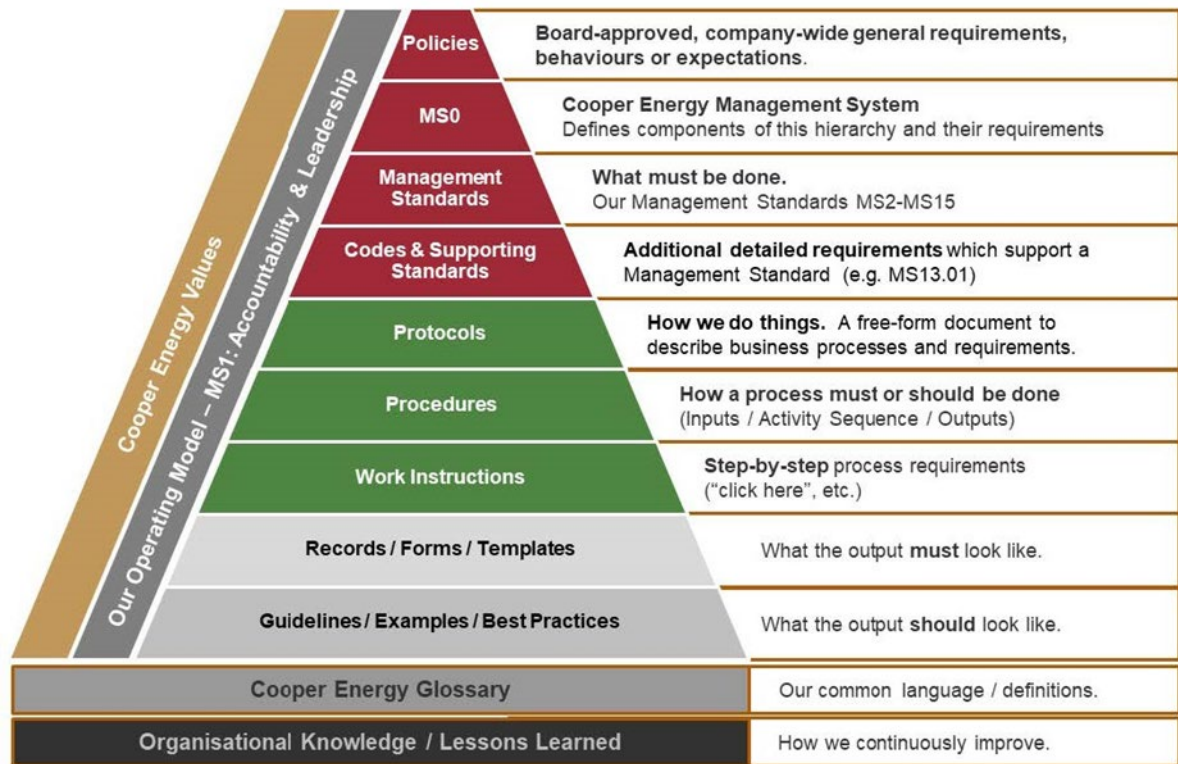 Cooper Energy Values
Our Operating Model – MS1: Accountability & Leadership
Policies
Board-approved, company-wide general requirements,
behaviours or expectations.
MS0
Cooper Energy Management System
Defines components of this hierarchy and their requirements
Management
Standards
What must be done.
Our Management Standards MS2-MS15
Codes & Supporting
Standards
Additional detailed requirements which support a
Management Standard (e.g. MS13.01)
Protocols
How we do things. A free-form document to
describe business processes and requirements.
Procedures
How a process must or should be done
(Inputs / Activity Sequence / Outputs)
Work Instructions
Step-by-step process requirements
(“click here”, etc.)
Records / Forms / Templates
What the output must look like.
Guidelines / Examples / Best Practices
What the output should look like.
Cooper Energy Glossary
Our common language / definitions.
Organisational Knowledge / Lessons Learned
How we continuously improve.